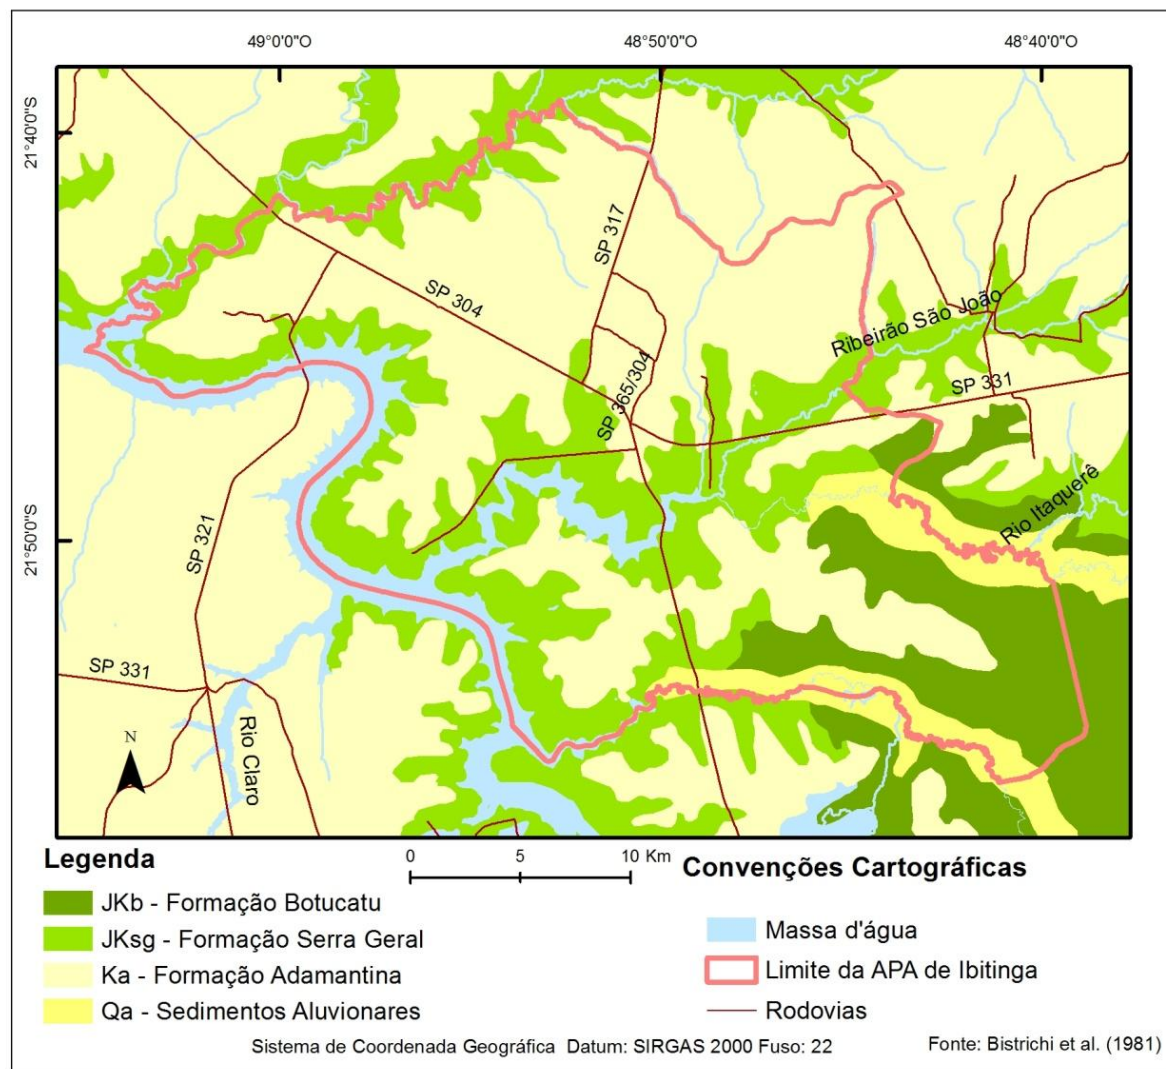 49°0'0"O
48°50'0"O
48°40'0"O
21°40'0"S
21°50'0"S
SP 317
SP 304
Ribeirão São João
SP 331
SP 365/304
Rio Itaquerê
SP 321
SP 331
Rio Claro
N
Legenda
JKb - Formação Botucatu
JKsg - Formação Serra Geral
Ka - Formação Adamantina
Qa - Sedimentos Aluvionares
0 5 10 Km
Convenções Cartográficas
Massa d'água
Limite da APA de Ibitinga
Rodovias
Sistema de Coordenada Geográfica Datum: SIRGAS 2000 Fuso: 22
Fonte: Bistrichi et al. (1981)